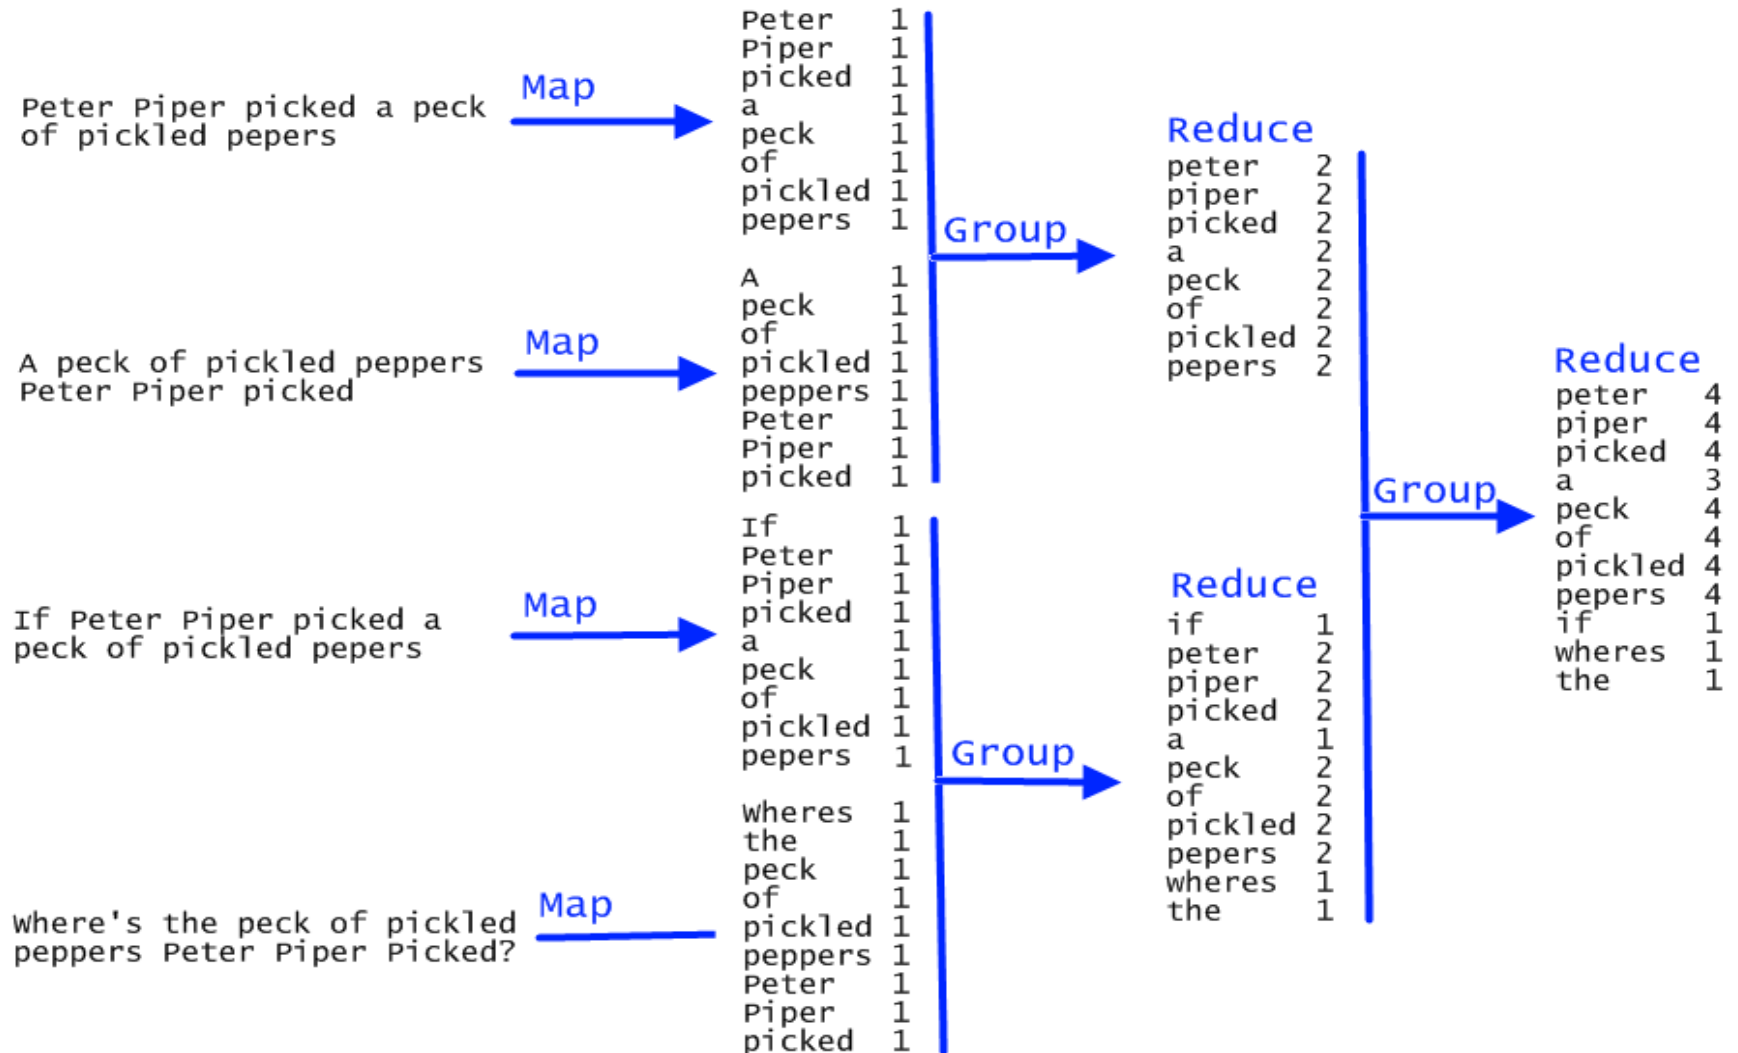 Peter Piper picked a peck
of pickled pepers
Map
Peter 1
Piper 1
picked 1
a 1
peck 1
of 1
pickled 1
pepers 1
A peck of pickled peppers
Peter Piper picked
Map
A 1
peck 1
of 1
pickled 1
peppers 1
Peter 1
Piper 1
picked 1
Group
Reduce
peter 2
piper 2
picked 2
a 2
peck 2
of 2
pickled 2
pepers 2
If Peter Piper picked a
peck of pickled pepers
Map
If 1
Peter 1
Piper 1
picked 1
a 1
peck 1
of 1
pickled 1
pepers 1
Where's the peck of pickled
peppers Peter Piper Picked?
Map
Wheres 1
the 1
peck 1
of 1
pickled 1
peppers 1
Peter 1
Piper 1
picked 1
Group
Reduce
if 1
peter 2
piper 2
picked 2
a 1
peck 2
of 2
pickled 2
pepers 2
wheres 1
the 1
Group
Reduce
peter 4
piper 4
picked 4
a 3
peck 4
of 4
pickled 4
pepers 4
if 1
wheres 1
the 1